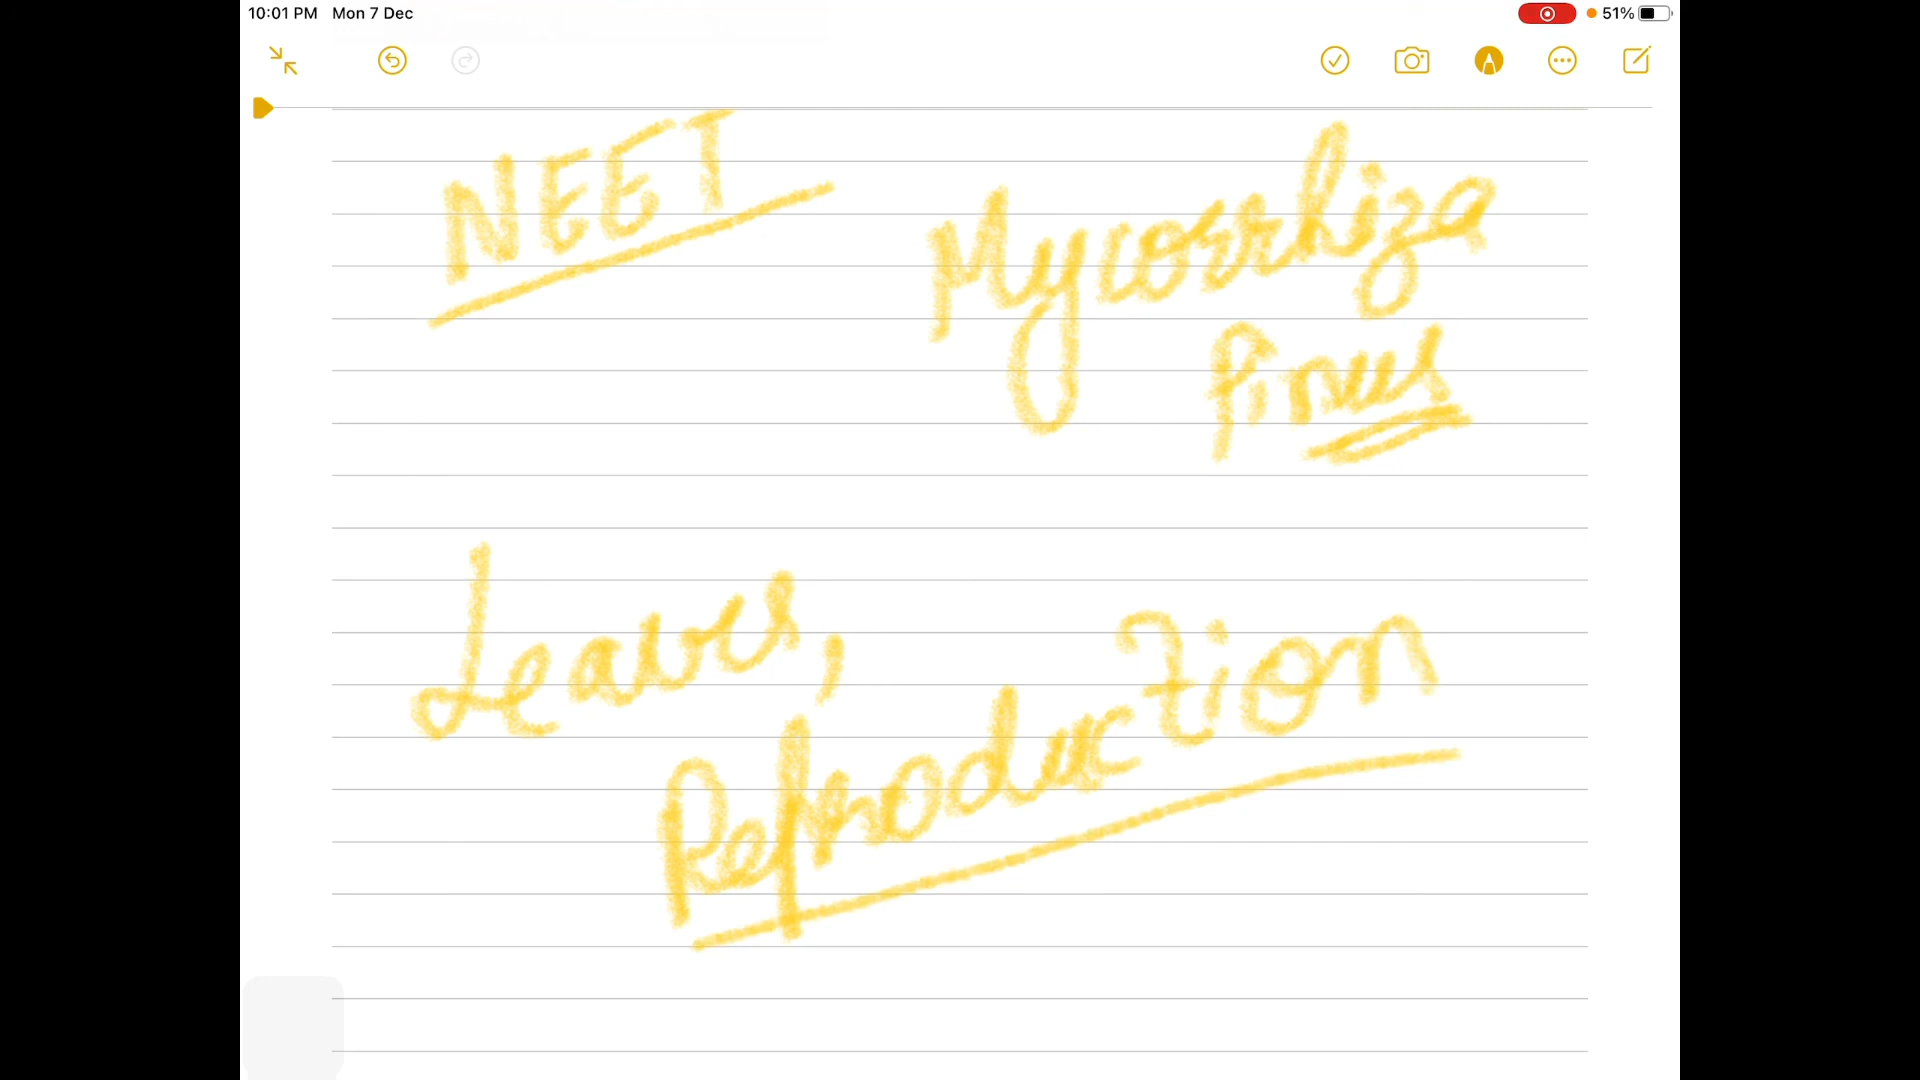 10:01 PM Mon 7 Dec 51%
NEET
Mycorrhiza
Pinus
Leaves,
Reproduction